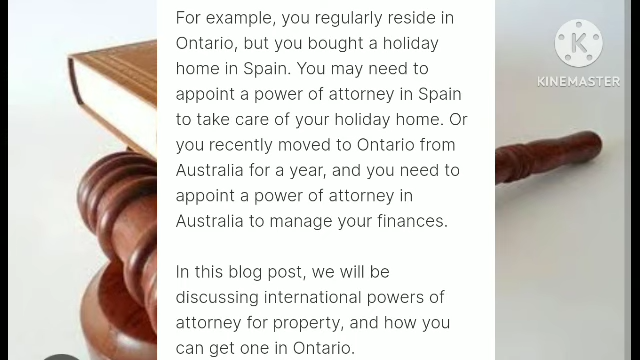 For example, you regularly reside in
Ontario, but you bought a holiday
home in Spain. You may need to
appoint a power of attorney in Spain
to take care of your holiday home. Or
you recently moved to Ontario from
Australia for a year, and you need to
appoint a power of attorney in
Australia to manage your finances.
In this blog post, we will be
discussing international powers of
attorney for property, and how you
can get one in Ontario.
K
KINEMASTER